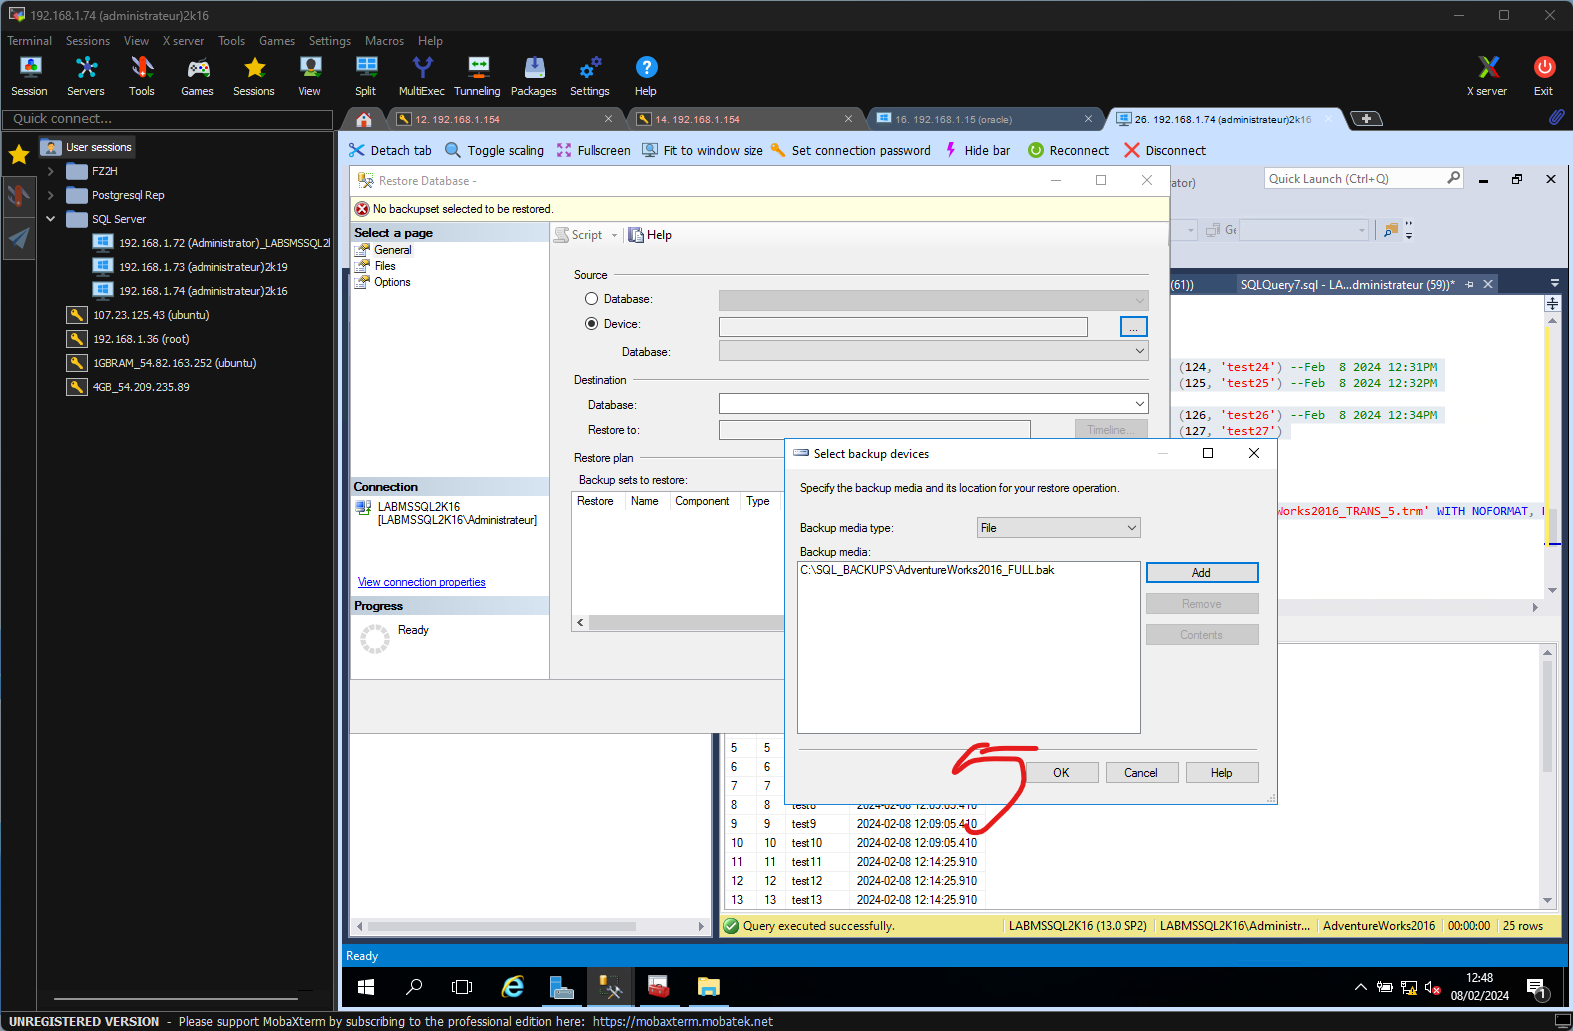 192.168.1.74 (administrateur)2k16
Terminal Sessions View X server Tools Games Settings Macros Help
Session Servers Tools Games Sessions View Split MultiExec Tunneling Packages Settings Help X server Exit
Quick connect...
12. 192.168.1.154
14. 192.168.1.154
16. 192.168.1.15 (oracle)
26. 192.168.1.74 (administrateur)2k16
Detach tab Toggle scaling Fullscreen Fit to window size Set connection password Hide bar Reconnect Disconnect
User sessions
FZ2H
Postgresql Rep
SQL Server
192.168.1.72 (Administrator)_LABSMSSQL2
192.168.1.73 (administrateur)2k19
192.168.1.74 (administrateur)2k16
107.23.125.43 (ubuntu)
192.168.1.36 (root)
1GBRAM_54.82.163.252 (ubuntu)
4GB_54.209.235.89
Restore Database -
ator)
Quick Launch (Ctrl+Q)
No backupset selected to be restored.
Select a page
General
Files
Options
Script
Help
Ge
Source
Database:
Device:
...
Database:
Destination
Database:
Restore to:
Timeline...
Restore plan
Backup sets to restore:
Restore Name Component Type
(61))
SQLQuery7.sql - LA...dministrateur (59))*
(124, 'test24') --Feb  8 2024 12:31PM
(125, 'test25') --Feb  8 2024 12:32PM
(126, 'test26') --Feb  8 2024 12:34PM
(127, 'test27')
Works2016_TRANS_5.trm' WITH NOFORMAT,
Connection
LABMSSQL2K16
[LABMSSQL2K16\Administrateur]
View connection properties
Progress
Ready
Select backup devices
Specify the backup media and its location for your restore operation.
Backup media type:
File
Backup media:
C:\SQL_BACKUPS\AdventureWorks2016_FULL.bak
Add
Remove
Contents
5
OK
Cancel
Help
5 5
6 6
7 7
8 8 test8 2024-02-08 12:09:05.410
9 9 test9 2024-02-08 12:09:05.410
10 10 test10 2024-02-08 12:09:05.410
11 11 test11 2024-02-08 12:14:25.910
12 12 test12 2024-02-08 12:14:25.910
13 13 test13 2024-02-08 12:14:25.910
Query executed successfully.
LABMSSQL2K16 (13.0 SP2)
LABMSSQL2K16\Administr...
AdventureWorks2016
00:00:00
25 rows
Ready
12:48
08/02/2024
1
UNREGISTERED VERSION - Please support MobaXterm by subscribing to the professional edition here: https://mobaxterm.mobatek.net